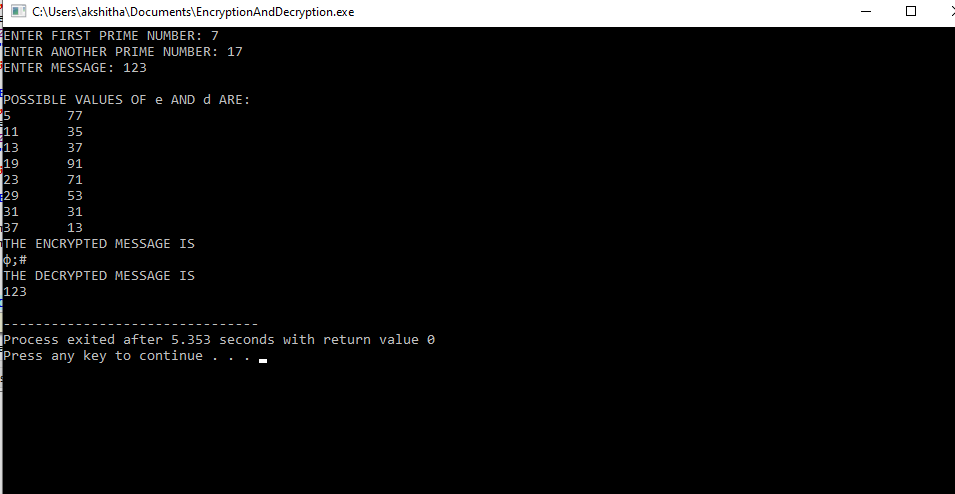 C:\Users\akshitha\Documents\EncryptionAndDecryption.exe
ENTER FIRST PRIME NUMBER: 7
ENTER ANOTHER PRIME NUMBER: 17
ENTER MESSAGE: 123
POSSIBLE VALUES OF e AND d ARE:
5 77
11 35
13 37
19 91
23 71
29 53
31 31
37 13
THE ENCRYPTED MESSAGE IS
φ;#
THE DECRYPTED MESSAGE IS
123
--------------------------------
Process exited after 5.353 seconds with return value 0
Press any key to continue . . .